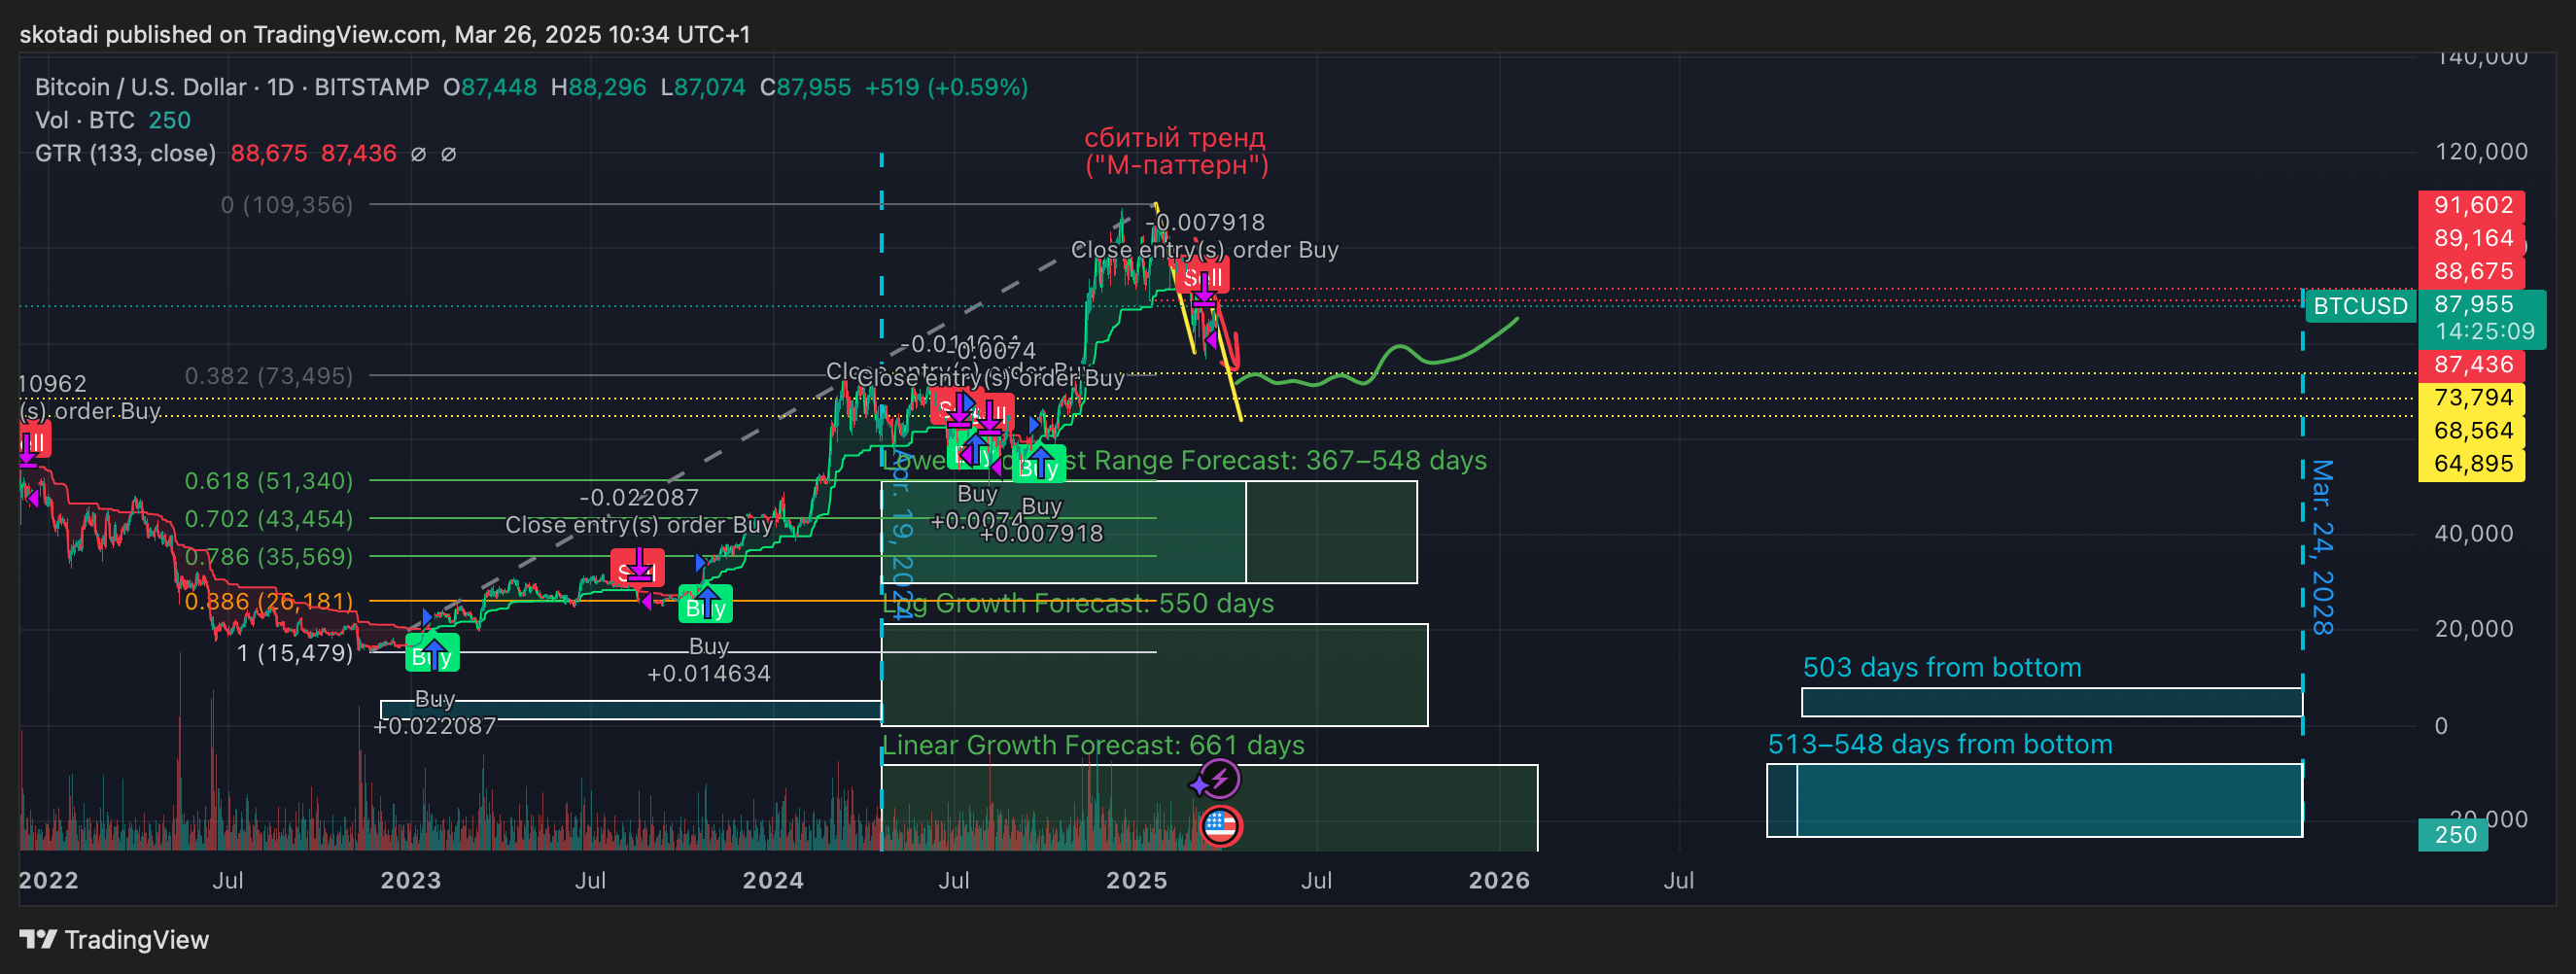 skotadi published on TradingView.com, Mar 26, 2025 10:34 UTC+1
Bitcoin / U.S. Dollar · 1D · BITSTAMP O87,448 H88,296 L87,074 C87,955 +519 (+0.59%)
Vol · BTC 250
GTR (133, close) 88,675 87,436 ∅ ∅
сбитый тренд
("М-паттерн")
140,000
120,000
0 (109,356)
91,602
89,164
88,675
BTCUSD 87,955
14:25:09
87,436
73,794
68,564
64,895
-0.007918
Close entry(s) order Buy
Sell
-0.014634
-0.0074
Close entry(s) order Buy
Close entry(s) order Buy
0.382 (73,495)
10962
(s) order Buy
ell
Buy
Buy
Range Forecast: 367–548 days
0.618 (51,340)
0.702 (43,454)
0.786 (35,569)
0.886 (26,181)
1 (15,479)
-0.022087
Close entry(s) order Buy
Sell
Buy
Buy
+0.014634
Buy
+0.0074
Buy
+0.007918
Apr. 19, 2024
Mar. 24, 2028
40,000
20,000
0
Log Growth Forecast: 550 days
Buy
Buy
+0.022087
Linear Growth Forecast: 661 days
503 days from bottom
513–548 days from bottom
250
2022 Jul 2023 Jul 2024 Jul 2025 Jul 2026 Jul
TradingView